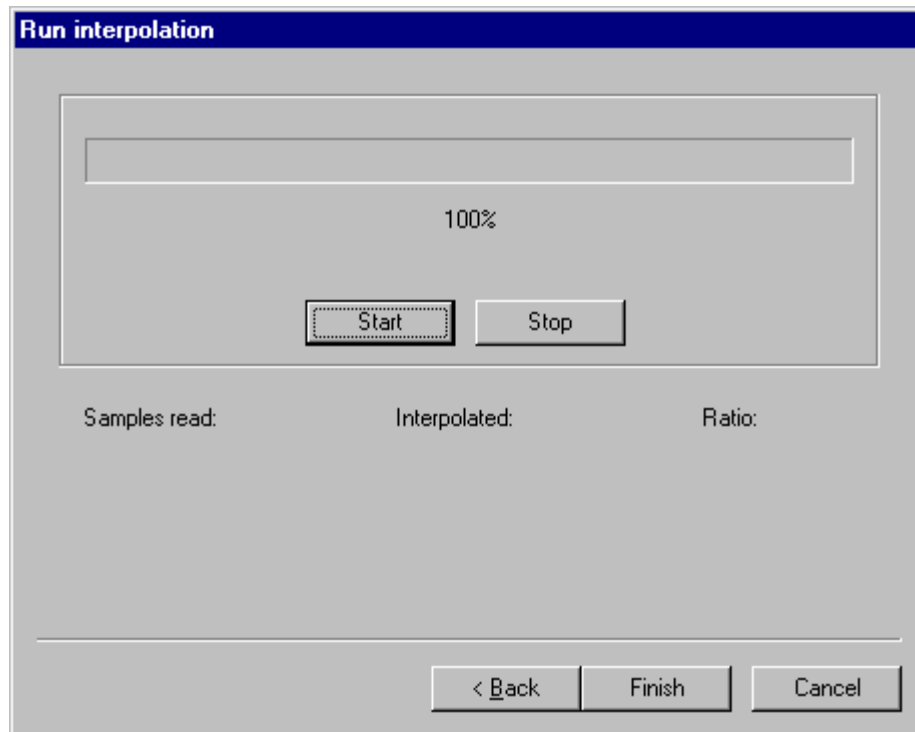 Run interpolation
100%
Start Stop
Samples read: Interpolated: Ratio:
< Back Finish Cancel